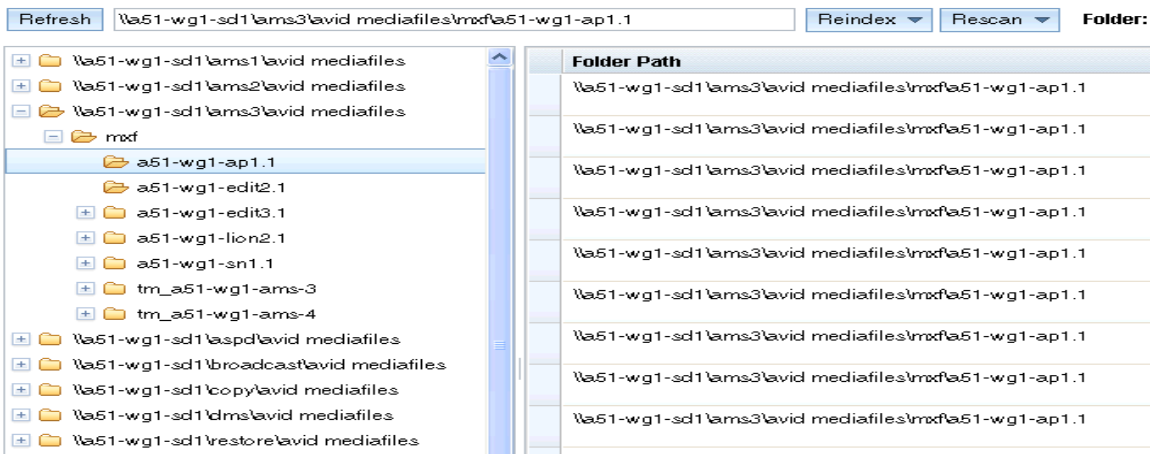 Refresh \\a51-wg1-sd1\ams3\avid mediafiles\mxf\a51-wg1-ap1.1 Reindex Rescan Folder:
\\a51-wg1-sd1\ams1\avid mediafiles
\\a51-wg1-sd1\ams2\avid mediafiles
\\a51-wg1-sd1\ams3\avid mediafiles
mxf
a51-wg1-ap1.1
a51-wg1-edit2.1
a51-wg1-edit3.1
a51-wg1-lion2.1
a51-wg1-sn1.1
tm_a51-wg1-ams-3
tm_a51-wg1-ams-4
\\a51-wg1-sd1\aspd\avid mediafiles
\\a51-wg1-sd1\broadcast\avid mediafiles
\\a51-wg1-sd1\copy\avid mediafiles
\\a51-wg1-sd1\dms\avid mediafiles
\\a51-wg1-sd1\restore\avid mediafiles
Folder Path
\\a51-wg1-sd1\ams3\avid mediafiles\mxf\a51-wg1-ap1.1
\\a51-wg1-sd1\ams3\avid mediafiles\mxf\a51-wg1-ap1.1
\\a51-wg1-sd1\ams3\avid mediafiles\mxf\a51-wg1-ap1.1
\\a51-wg1-sd1\ams3\avid mediafiles\mxf\a51-wg1-ap1.1
\\a51-wg1-sd1\ams3\avid mediafiles\mxf\a51-wg1-ap1.1
\\a51-wg1-sd1\ams3\avid mediafiles\mxf\a51-wg1-ap1.1
\\a51-wg1-sd1\ams3\avid mediafiles\mxf\a51-wg1-ap1.1
\\a51-wg1-sd1\ams3\avid mediafiles\mxf\a51-wg1-ap1.1
\\a51-wg1-sd1\ams3\avid mediafiles\mxf\a51-wg1-ap1.1